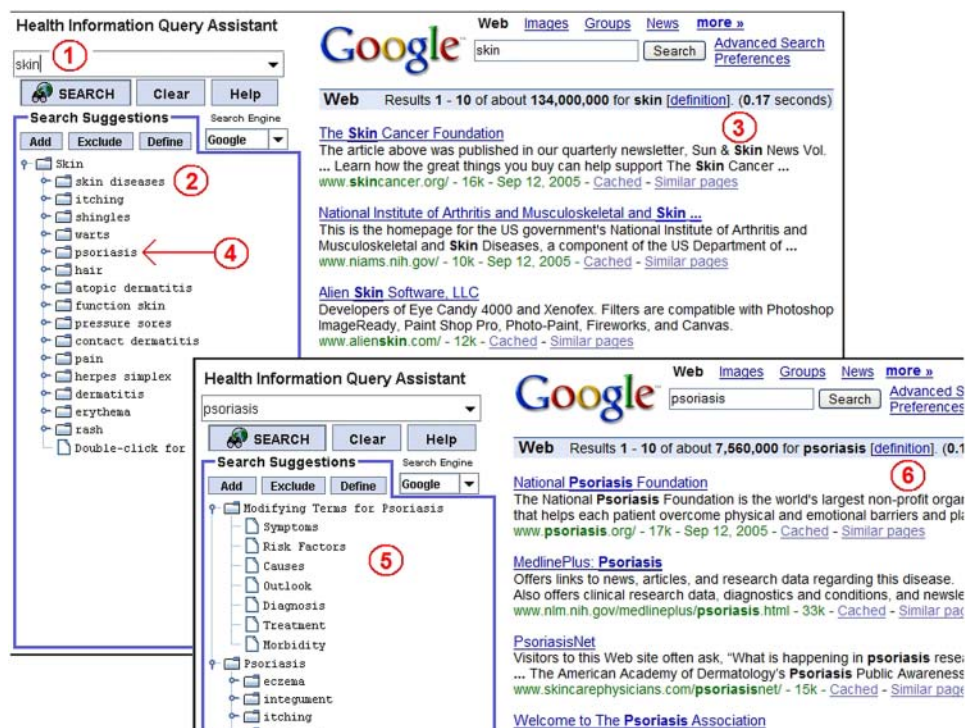 Health Information Query Assistant
skin
1
SEARCH Clear Help
Search Suggestions
Search Engine
Add Exclude Define Google
Skin
skin diseases
2
itching
shingles
warts
psoriasis
4
hair
atopic dermatitis
function skin
pressure sores
contact dermatitis
pain
herpes simplex
dermatitis
erythema
rash
Double-click for
Google
Web Images Groups News more »
skin Search Advanced Search
Preferences
Web Results 1 - 10 of about 134,000,000 for skin [definition]. (0.17 seconds)
3
The Skin Cancer Foundation
The article above was published in our quarterly newsletter, Sun & Skin News Vol.
... Learn how the great things you buy can help support The Skin Cancer ...
www.skincancer.org/ - 16k - Sep 12, 2005 - Cached - Similar pages
National Institute of Arthritis and Musculoskeletal and Skin ...
This is the homepage for the US government's National Institute of Arthritis and
Musculoskeletal and Skin Diseases, a component of the US Department of ...
www.niams.nih.gov/ - 10k - Sep 12, 2005 - Cached - Similar pages
Alien Skin Software, LLC
Developers of Eye Candy 4000 and Xenofex. Filters are compatible with Photoshop
ImageReady, Paint Shop Pro, Photo-Paint, Fireworks, and Canvas.
www.alienskin.com/ - 12k - Cached - Similar pages
Health Information Query Assistant
psoriasis
SEARCH Clear Help
Search Suggestions
Search Engine
Add Exclude Define Google
Modifying Terms for Psoriasis
Symptoms
Risk Factors
5
Causes
Outlook
Diagnosis
Treatment
Morbidity
Psoriasis
eczema
integument
itching
Google
Web Images Groups News more »
psoriasis Search Advanced S
Preferences
Web Results 1 - 10 of about 7,560,000 for psoriasis [definition]. (0.1
6
National Psoriasis Foundation
The National Psoriasis Foundation is the world's largest non-profit organ
that helps each patient overcome physical and emotional barriers and pla
www.psoriasis.org/ - 17k - Sep 12, 2005 - Cached - Similar pages
MedlinePlus: Psoriasis
Offers links to news, articles, and research data regarding this disease.
Also offers clinical research data, diagnostics and conditions, and newsle
www.nlm.nih.gov/medlineplus/psoriasis.html - 33k - Cached - Similar pag
PsoriasisNet
Visitors to this Web site often ask, "What is happening in psoriasis resea
... The American Academy of Dermatology's Psoriasis Public Awareness
www.skincarephysicians.com/psoriasisnet/ - 15k - Cached - Similar page
Welcome to The Psoriasis Association